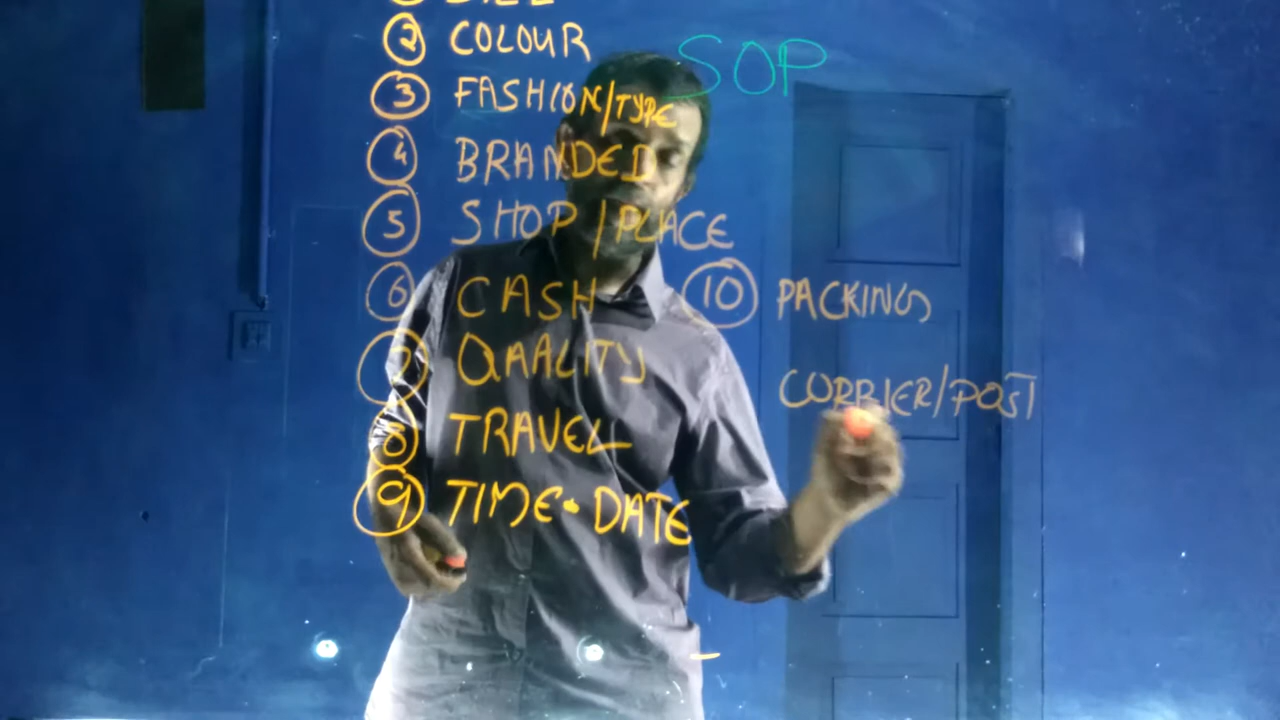 ② COLOUR
SOP
③ FASHION/TYPE
④ BRANDED
⑤ SHOP / PLACE
⑥ CASH
⑩ PACKING
⑦ QAALITY
CORRIER/POST
⑧ TRAVEL
⑨ TIME • DATE